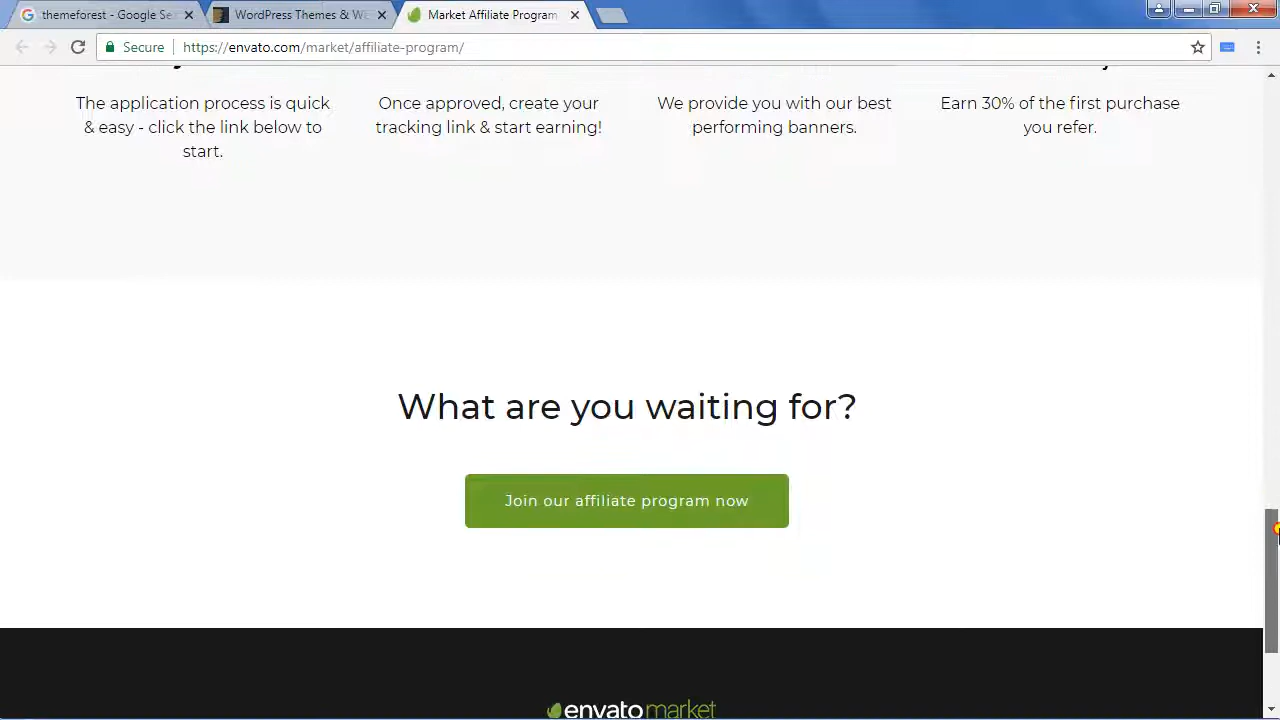 themeforest - Google Se
WordPress Themes & WE
Market Affiliate Program
Secure
https://envato.com/market/affiliate-program/
The application process is quick
& easy - click the link below to
start.
Once approved, create your
tracking link & start earning!
We provide you with our best
performing banners.
Earn 30% of the first purchase
you refer.
What are you waiting for?
Join our affiliate program now
envatomarket